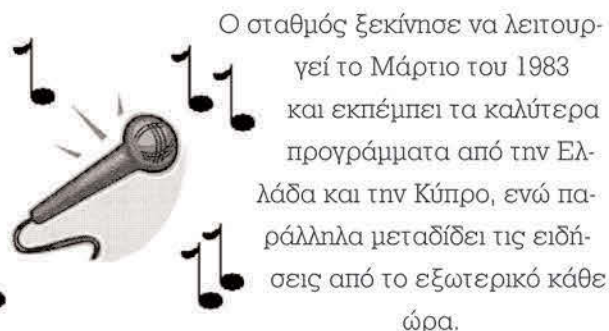 Ο σταθμός ξεκίνησε να λειτουρ-
γεί το Μάρτιο του 1983
και εκπέμπει τα καλύτερα
προγράμματα από την Ελ-
λάδα και την Κύπρο, ενώ πα-
ράλληλα μεταδίδει τις ειδή-
σεις από το εξωτερικό κάθε
ώρα.